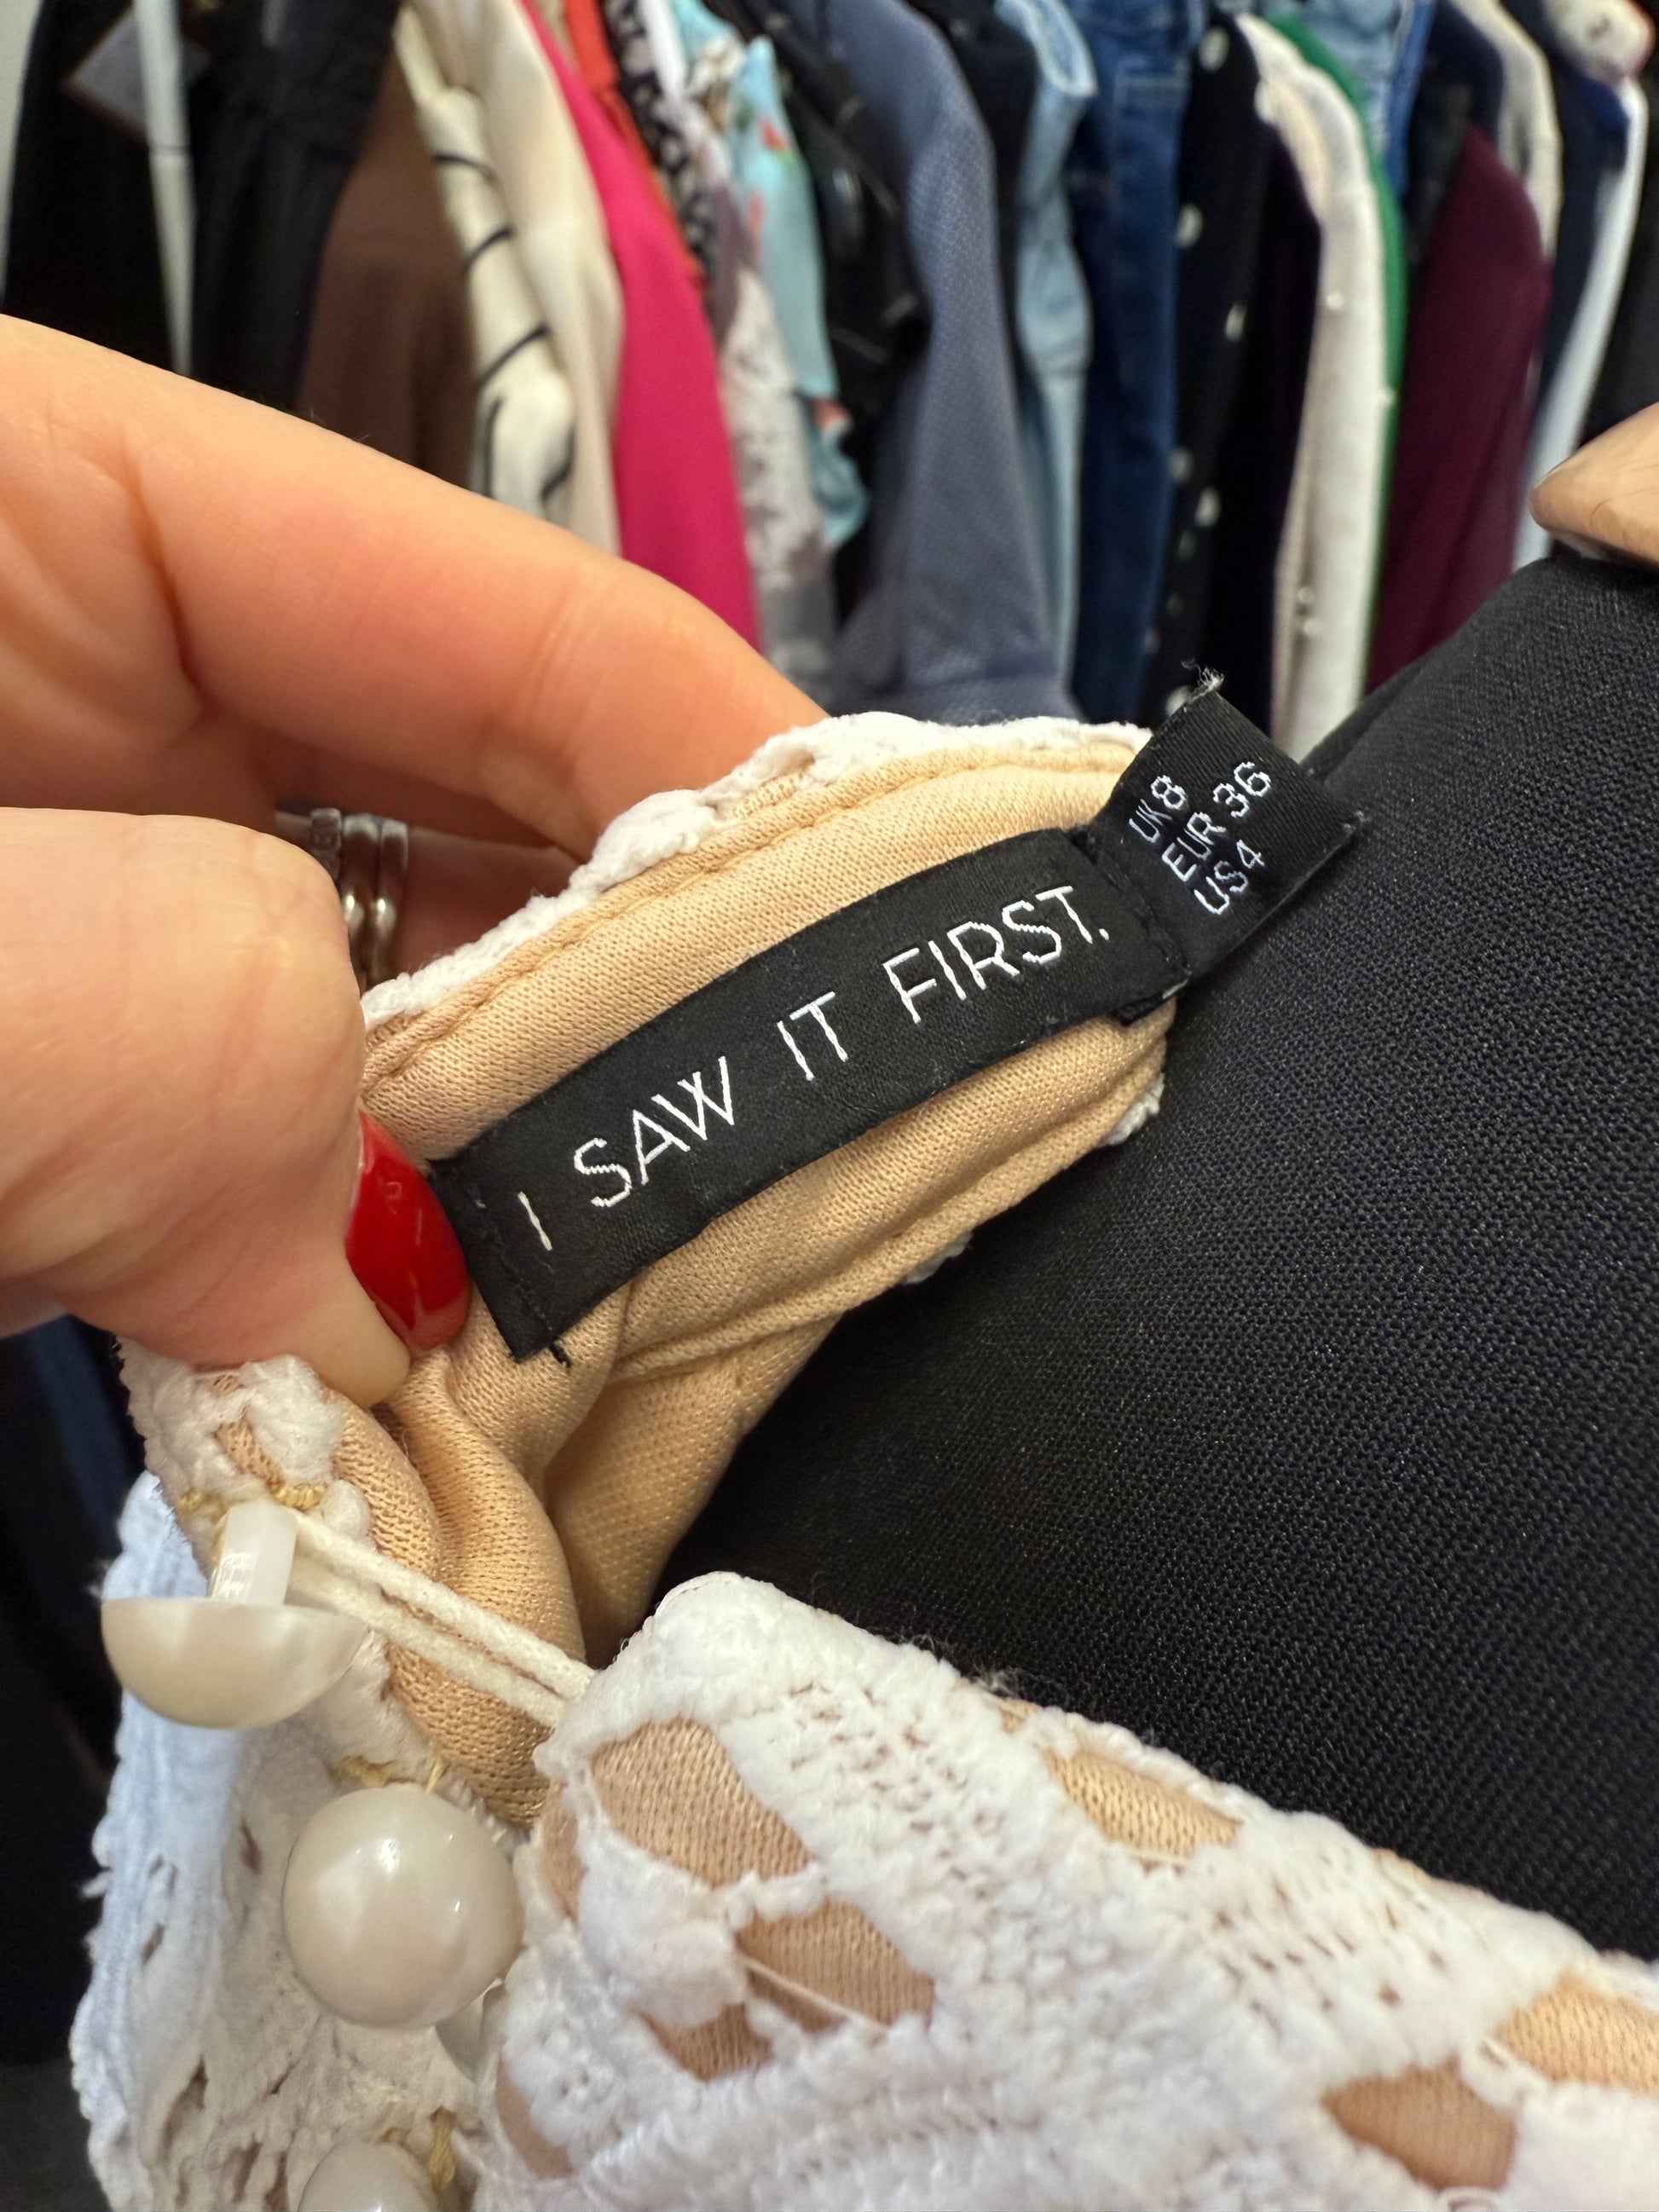 I SAW IT FIRST.
UK 8
EUR 36
US 4